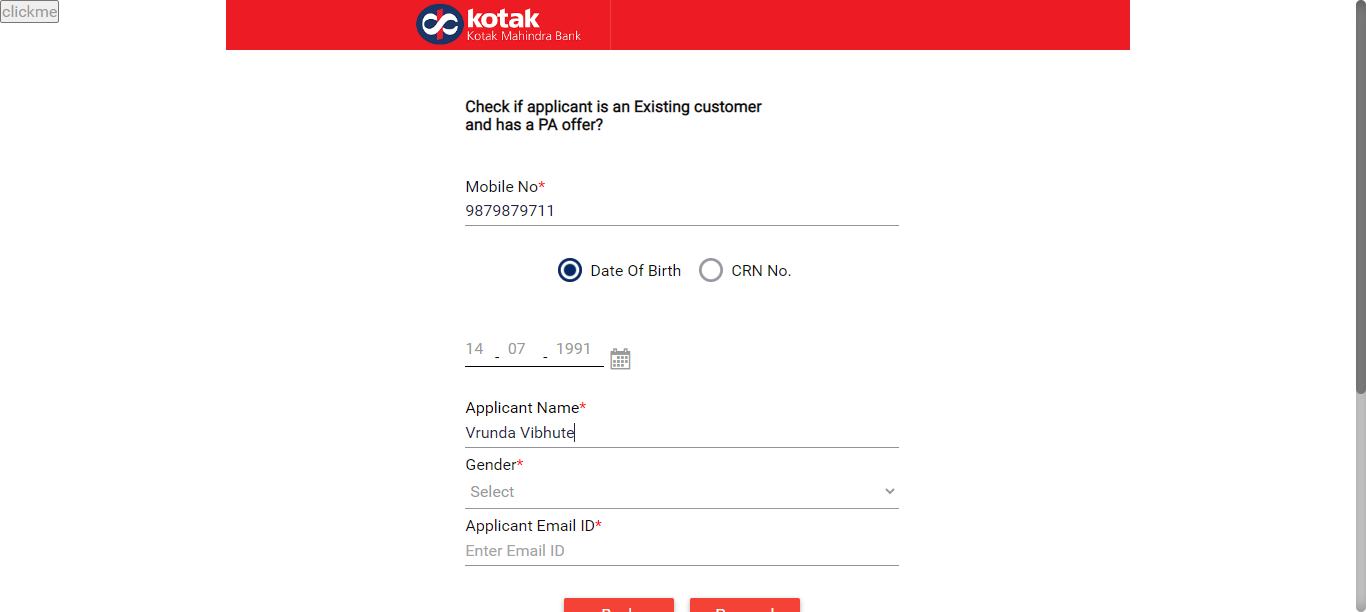 clickme
kotak
Kotak Mahindra Bank
Check if applicant is an Existing customer
and has a PA offer?
Mobile No*
9879879711
Date Of Birth CRN No.
14 - 07 - 1991
Applicant Name*
Vrunda Vibhute
Gender*
Select
Applicant Email ID*
Enter Email ID